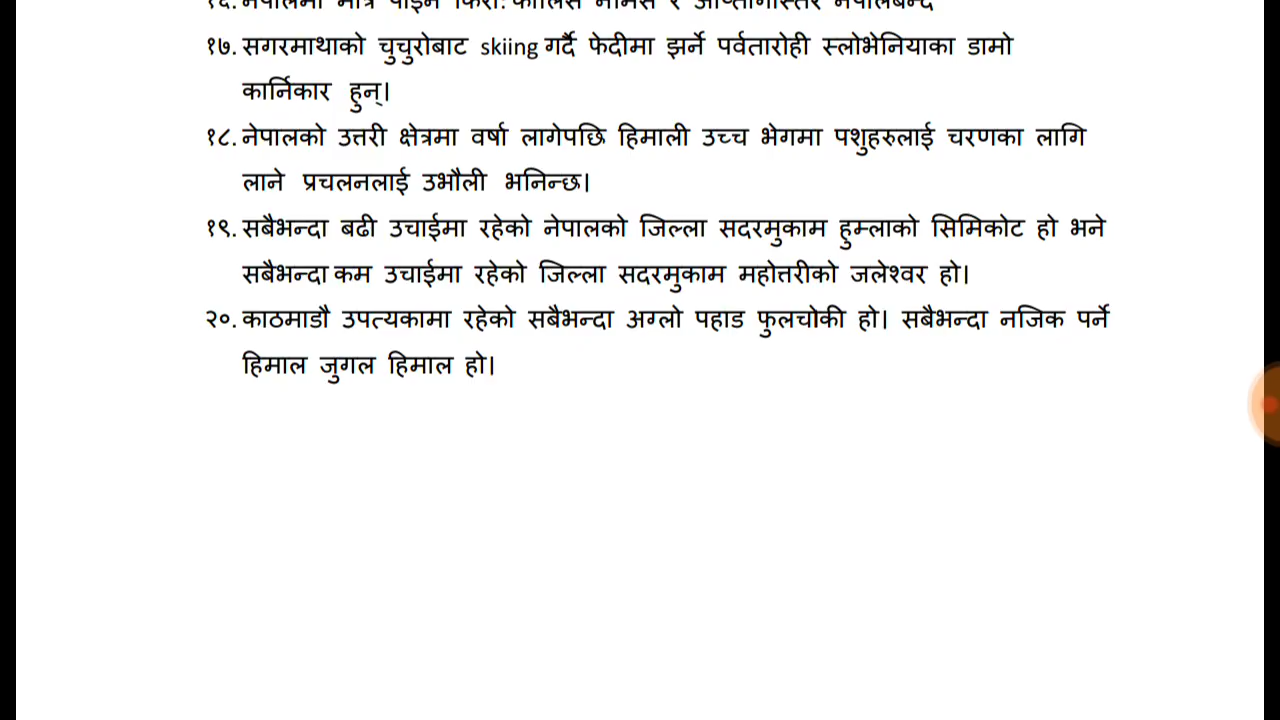 १७. सगरमाथाको चुचुरोबाट skiing गर्दै फेदीमा झर्ने पर्वतारोही स्लोभेनियाका डामो
कार्निकार हुन्।
१८. नेपालको उत्तरी क्षेत्रमा वर्षा लागेपछि हिमाली उच्च भेगमा पशुहरुलाई चरणका लागि
लाने प्रचलनलाई उभौली भनिन्छ।
१९. सबैभन्दा बढी उचाईमा रहेको नेपालको जिल्ला सदरमुकाम हुम्लाको सिमिकोट हो भने
सबैभन्दा कम उचाईमा रहेको जिल्ला सदरमुकाम महोत्तरीको जलेश्वर हो।
२०. काठमाडौ उपत्यकामा रहेको सबैभन्दा अग्लो पहाड फुलचोकी हो। सबैभन्दा नजिक पर्ने
हिमाल जुगल हिमाल हो।